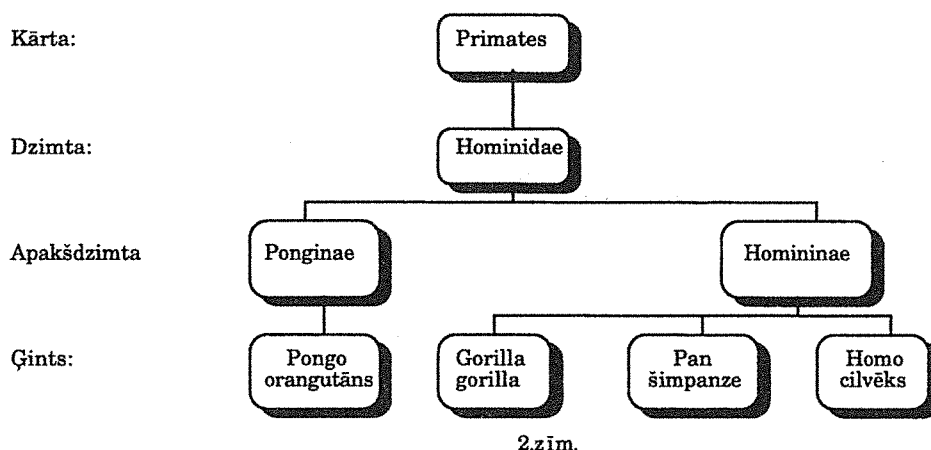 Kārta:
Primates
Dzimta:
Hominidae
Apakšdzimta
Ponginae
Homininae
Ģints:
Pongo
orangutāns
Gorilla
gorilla
Pan
šimpanze
Homo
cilvēks
2.zīm.